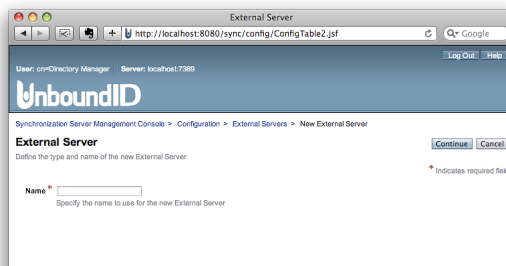 External Server
http://localhost:8080/sync/config/ConfigTable2.jsf
Google
Log Out Help
User: cn=Directory Manager Server: localhost:7389
UnboundID
Synchronization Server Management Console > Configuration > External Servers > New External Server
External Server
Continue Cancel
Define the type and name of the new External Server
* Indicates required fiel
Name *
Specify the name to use for the new External Server